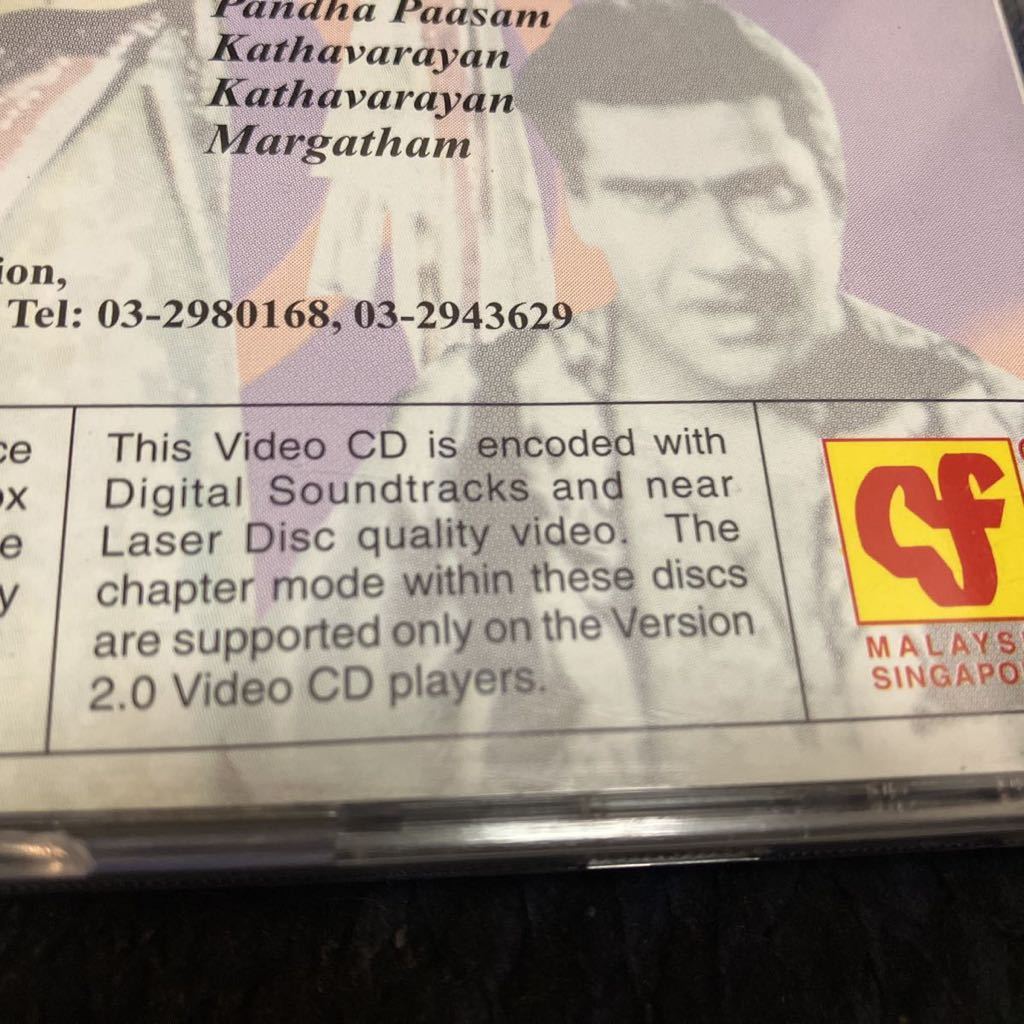 Pandha Paasam
Kathavarayan
Kathavarayan
Margatham
ion,
Tel: 03-2980168, 03-2943629
ce
ox
e
y
This Video CD is encoded with
Digital Soundtracks and near
Laser Disc quality video. The
chapter mode within these discs
are supported only on the Version
2.0 Video CD players.
MALAYS
SINGAPO